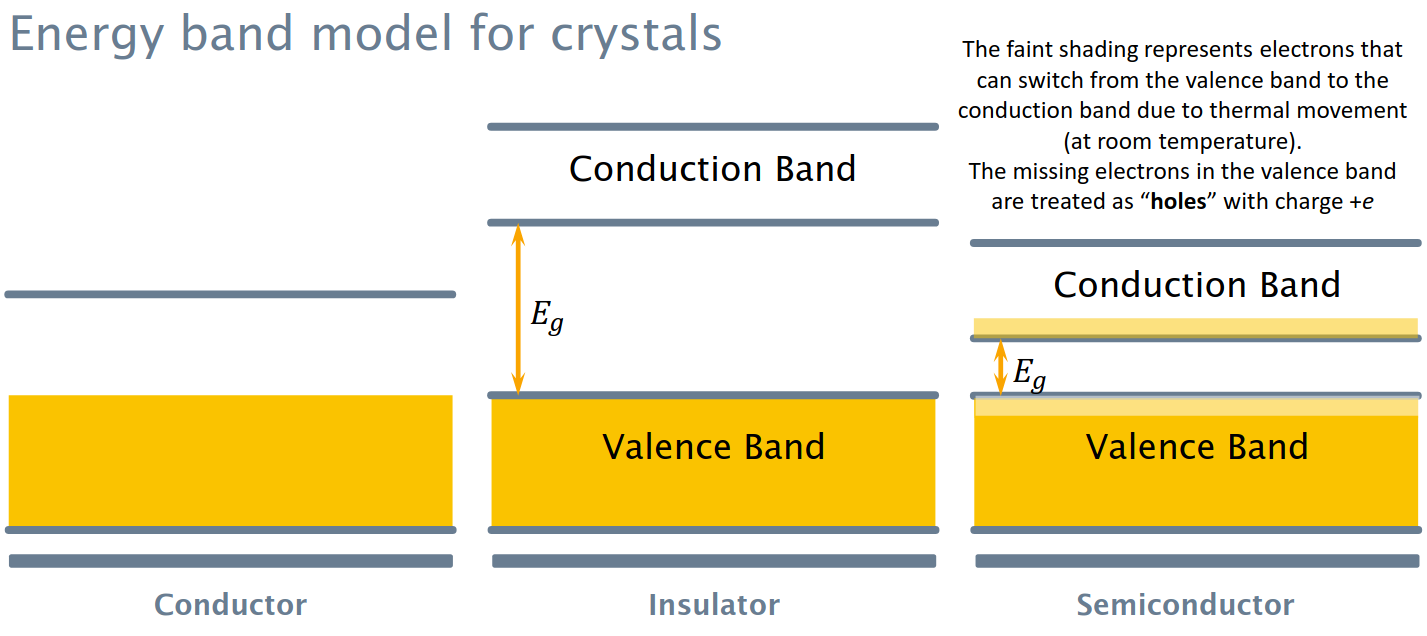 Energy band model for crystals
The faint shading represents electrons that
can switch from the valence band to the
conduction band due to thermal movement
(at room temperature).
The missing electrons in the valence band
are treated as “holes” with charge +e
Conduction Band
E_g
Valence Band
Conduction Band
E_g
Valence Band
Conductor
Insulator
Semiconductor